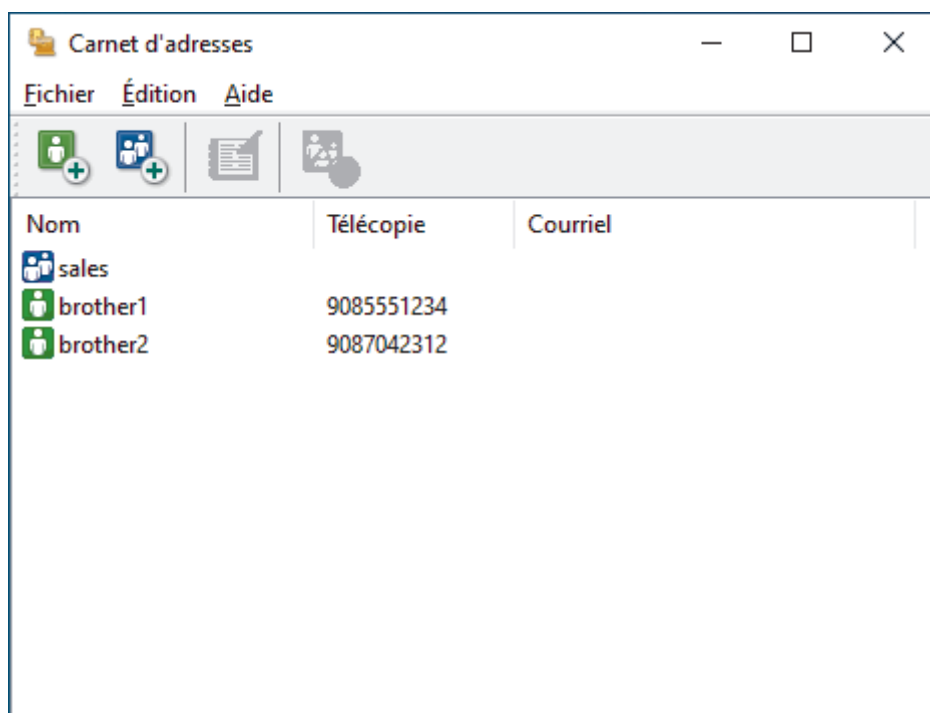 Carnet d'adresses
Fichier Édition Aide
Nom Télécopie Courriel
sales
brother1 9085551234
brother2 9087042312